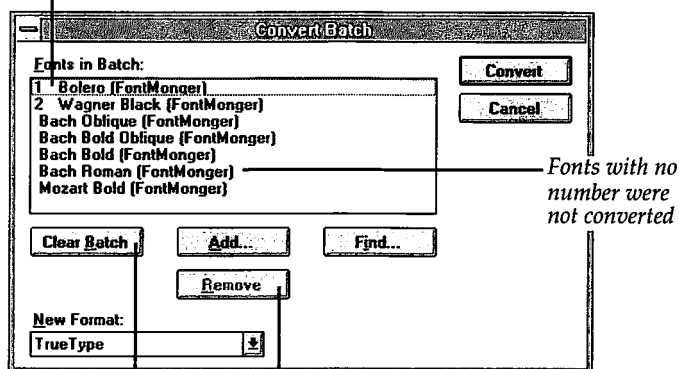 Convert Batch
Fonts in Batch:
1 Bolero (FontMonger)
2 Wagner Black (FontMonger)
Bach Oblique (FontMonger)
Bach Bold Oblique (FontMonger)
Bach Bold (FontMonger)
Bach Roman (FontMonger)
Mozart Bold (FontMonger)
Convert
Cancel
Fonts with no
number were
not converted
Clear Batch
Add...
Find...
Remove
New Format:
TrueType